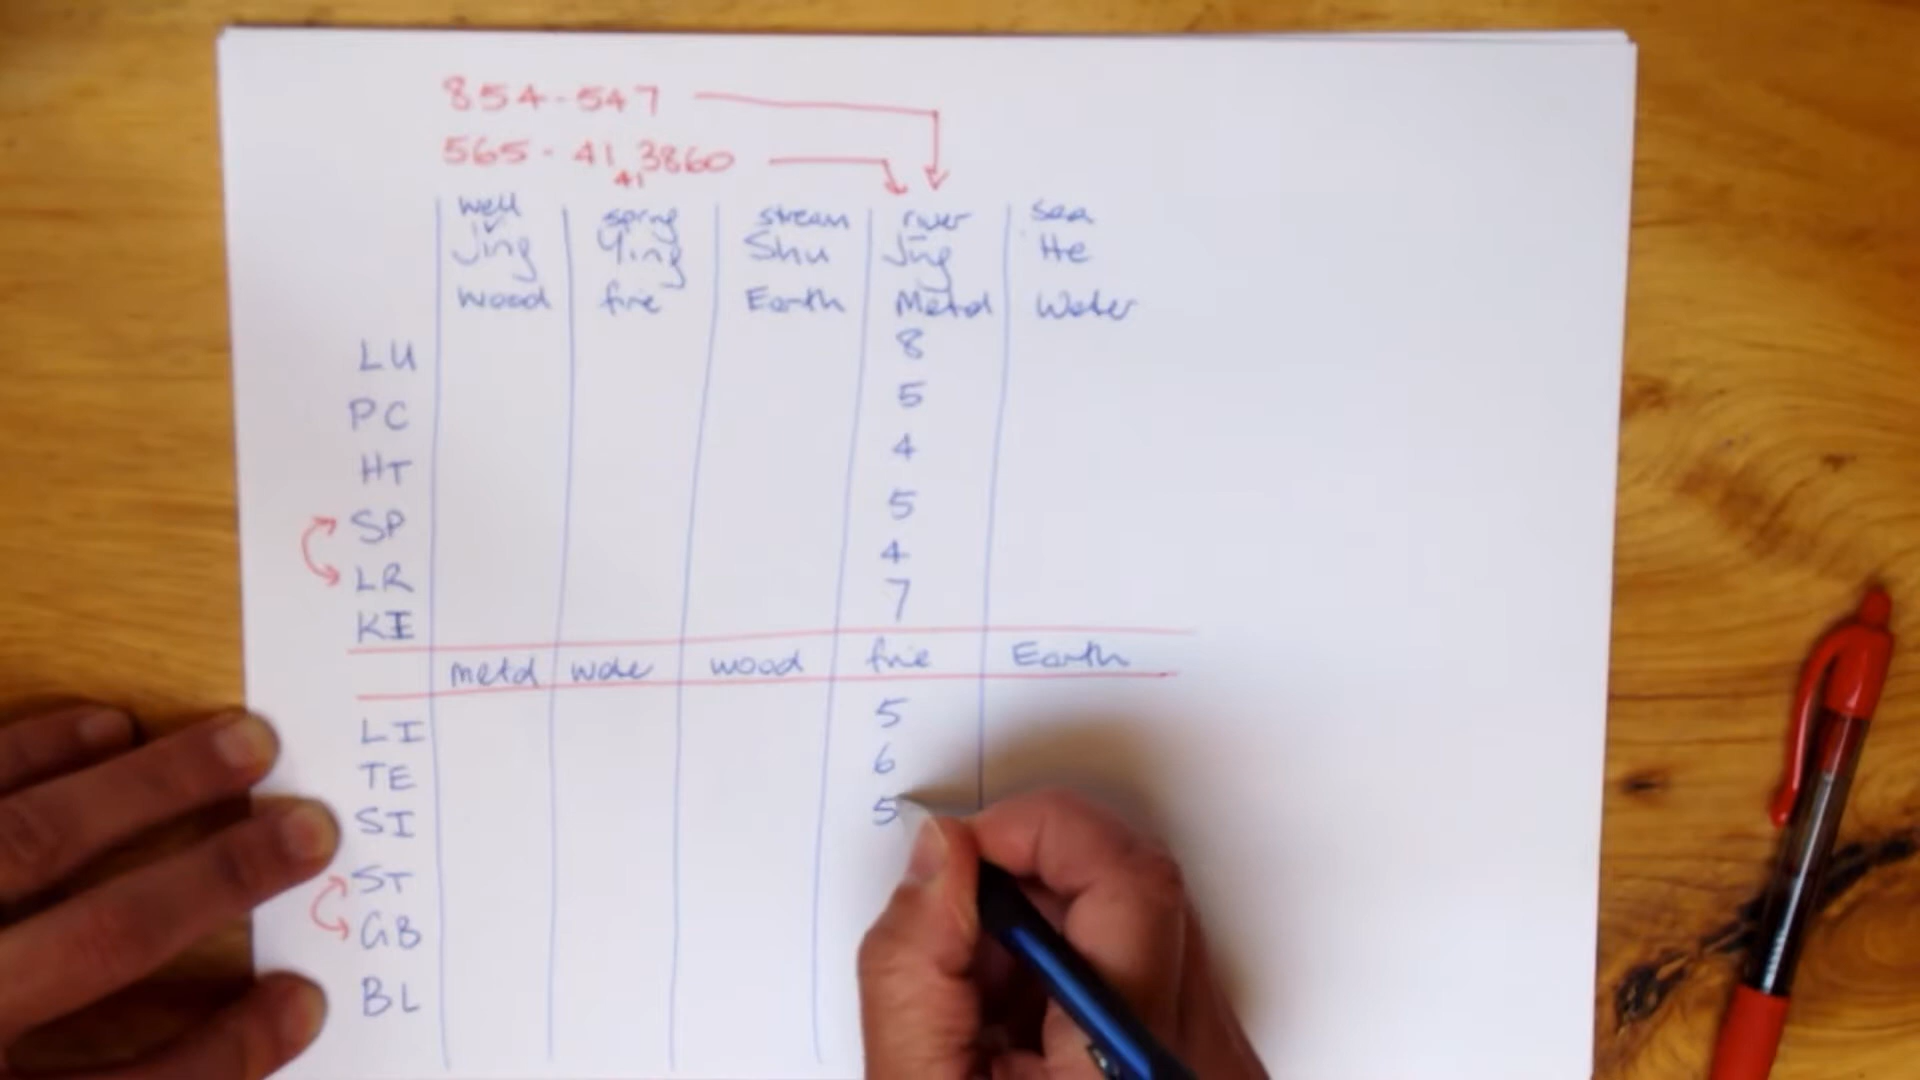 854-547
565-41, 3860
41
well spring stream river sea
Jǐng Ying Shu Jīng He
wood fire Earth Metal Water
LU 8
PC 5
HT 4
SP 5
LR 4
KI 7
metal water wood fire Earth
LI 5
TE 6
SI 5
ST
GB
BL